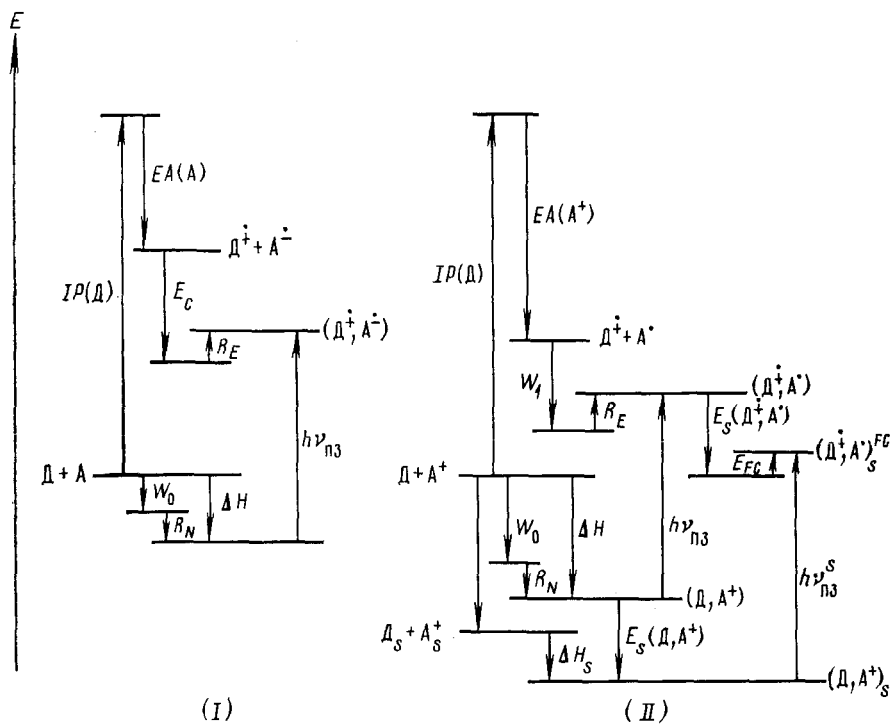 E
EA(А)
IP(Д)
Д⁺̇ + А⁻̇
E_C
(Д⁺̇, А⁻̇)
R_E
hν_ПЗ
Д + А
W_0
ΔH
R_N
(I)
EA(А⁺)
IP(Д)
Д⁺̇ + А˙
W_1
(Д⁺̇, А˙)
R_E
E_S(Д⁺̇, А˙)
(Д⁺̇, А˙)_S^FC
E_FC
Д + А⁺
W_0
ΔH
hν_ПЗ
hν_ПЗ^S
R_N
(Д, А⁺)
Д_S + А_S⁺
E_S(Д, А⁺)
ΔH_S
(Д, А⁺)_S
(II)